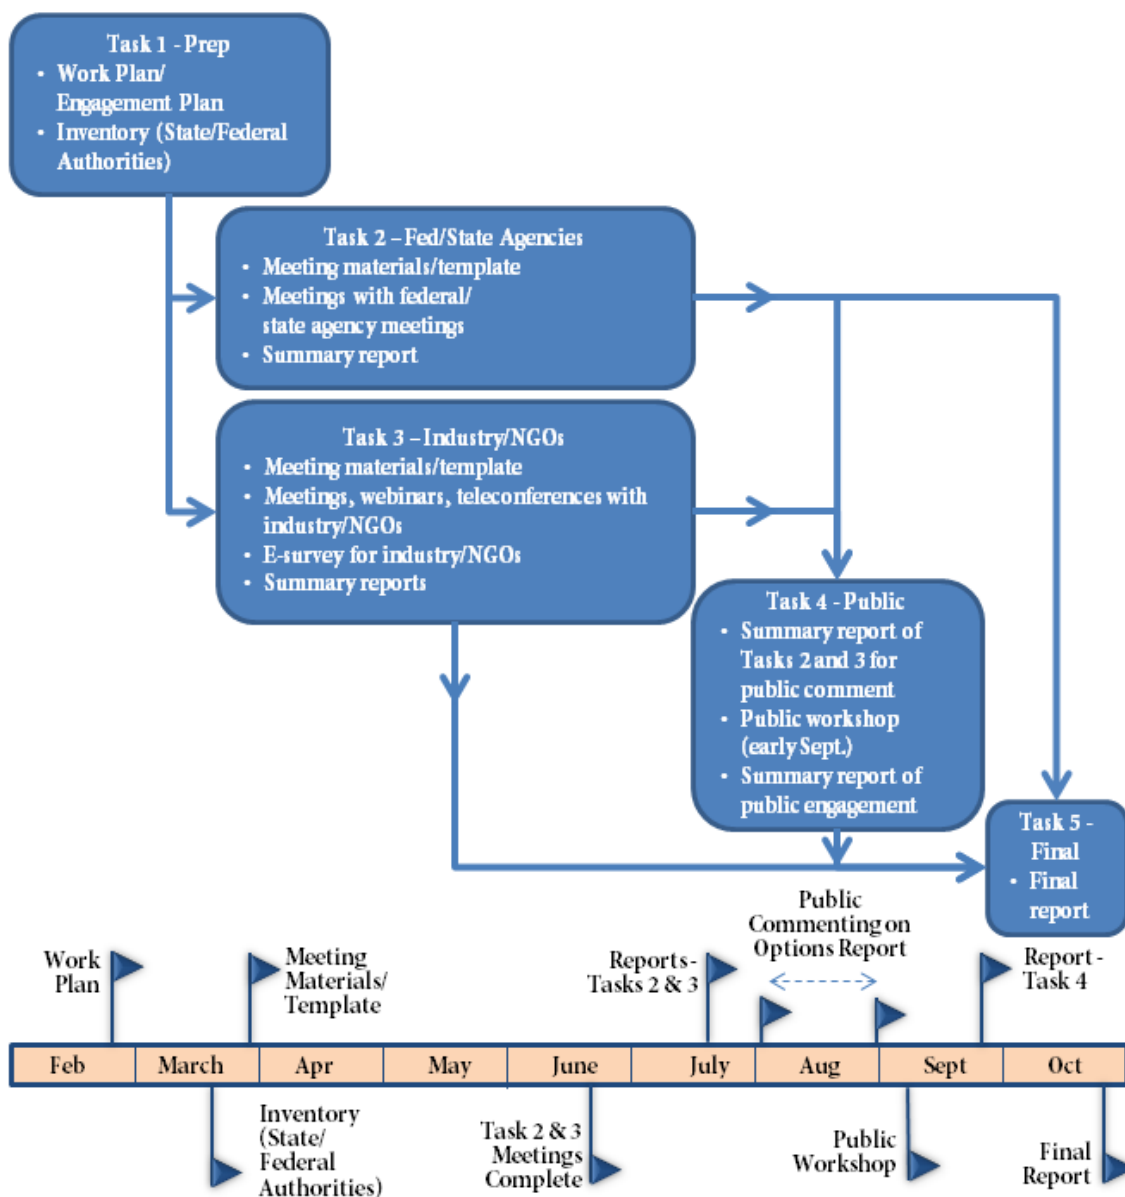 Task 1 - Prep
• Work Plan/
Engagement Plan
• Inventory (State/Federal
Authorities)
Task 2 – Fed/State Agencies
• Meeting materials/template
• Meetings with federal/
state agency meetings
• Summary report
Task 3 – Industry/NGOs
• Meeting materials/template
• Meetings, webinars, teleconferences with
industry/NGOs
• E-survey for industry/NGOs
• Summary reports
Task 4 - Public
• Summary report of
Tasks 2 and 3 for
public comment
• Public workshop
(early Sept.)
• Summary report of
public engagement
Task 5 -
Final
• Final
report
Work
Plan
Meeting
Materials/
Template
Reports -
Tasks 2 & 3
Public
Commenting on
Options Report
Report -
Task 4
Feb
March
Apr
May
June
July
Aug
Sept
Oct
Inventory
(State/
Federal
Authorities)
Task 2 & 3
Meetings
Complete
Public
Workshop
Final
Report